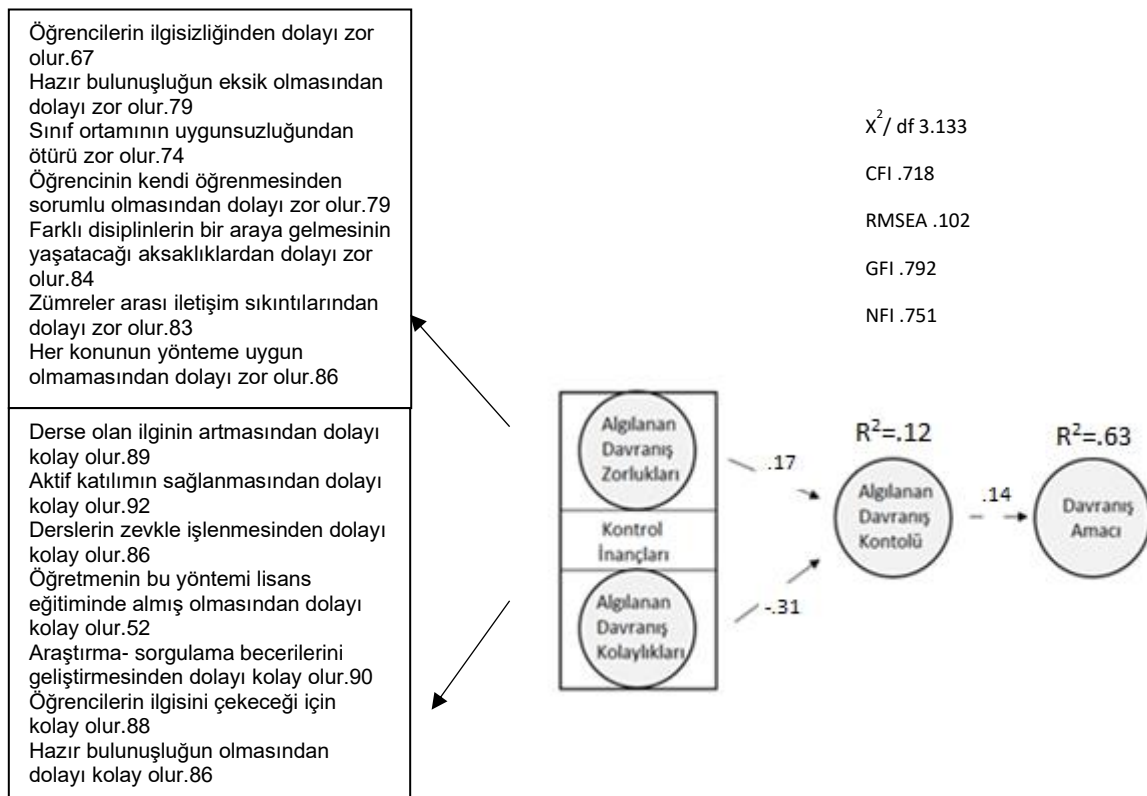 Öğrencilerin ilgisizliğinden dolayı zor
olur.67
Hazır bulunuşluğun eksik olmasından
dolayı zor olur.79
Sınıf ortamının uygunsuzluğundan
ötürü zor olur.74
Öğrencinin kendi öğrenmesinden
sorumlu olmasından dolayı zor olur.79
Farklı disiplinlerin bir araya gelmesinin
yaşatacağı aksaklıklardan dolayı zor
olur.84
Zümreler arası iletişim sıkıntılarından
dolayı zor olur.83
Her konunun yönteme uygun
olmamasından dolayı zor olur.86
Derse olan ilginin artmasından dolayı
kolay olur.89
Aktif katılımın sağlanmasından dolayı
kolay olur.92
Derslerin zevkle işlenmesinden dolayı
kolay olur.86
Öğretmenin bu yöntemi lisans
eğitiminde almış olmasından dolayı
kolay olur.52
Araştırma- sorgulama becerilerini
geliştirmesinden dolayı kolay olur.90
Öğrencilerin ilgisini çekeceği için
kolay olur.88
Hazır bulunuşluğun olmasından
dolayı kolay olur.86
X²/ df 3.133
CFI .718
RMSEA .102
GFI .792
NFI .751
Algılanan
Davranış
Zorlukları
Kontrol
İnançları
Algılanan
Davranış
Kolaylıkları
.17
-.31
R²=.12
Algılanan
Davranış
Kontolü
.14
R²=.63
Davranış
Amacı